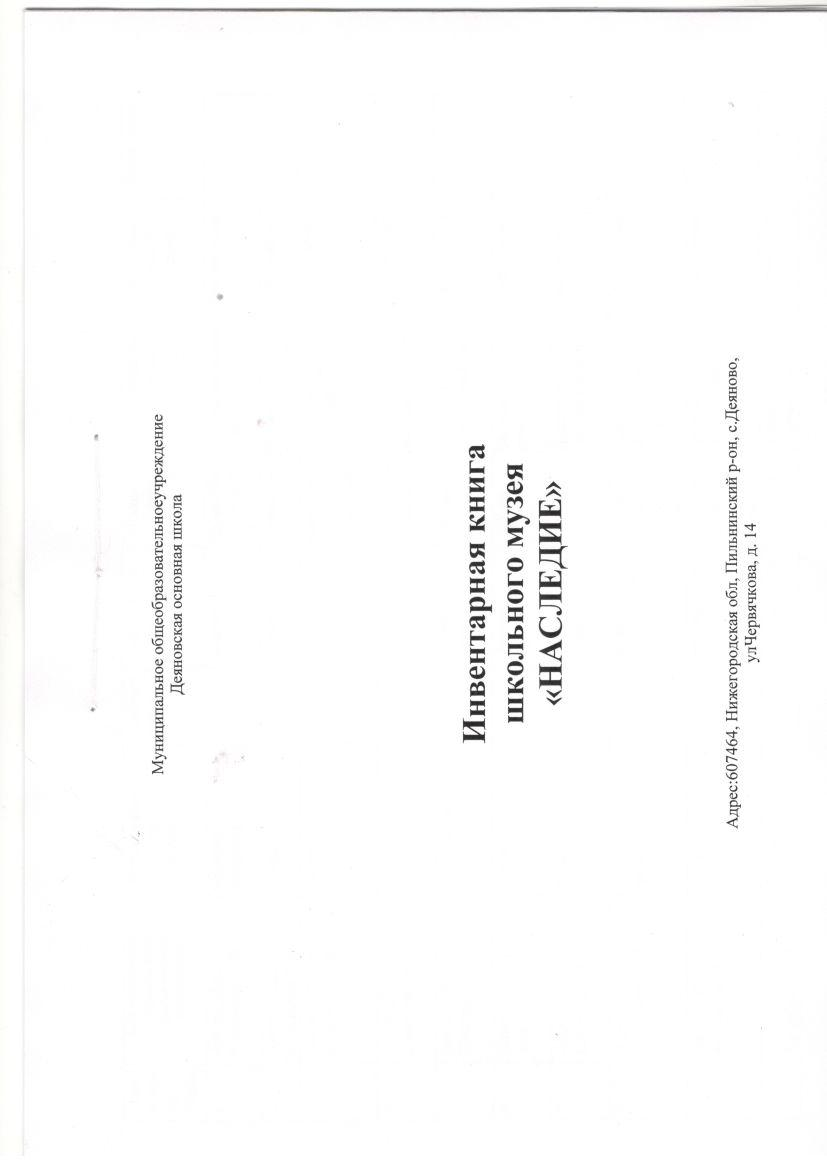 Муниципальное общеобразовательноеучреждение
Деяновская основная школа
Инвентарная книга
школьного музея
«НАСЛЕДИЕ»
Адрес:607464, Нижегородская обл, Пильнинский р-он, с.Деяново,
улЧервячкова, д. 14